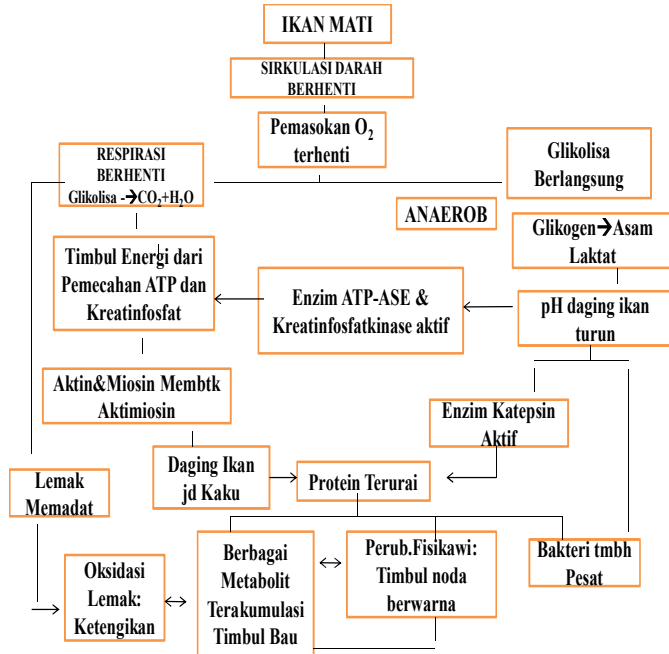 IKAN MATI
SIRKULASI DARAH
BERHENTI
Pemasokan O₂
terhenti
RESPIRASI
BERHENTI
Glikolisa -→CO₂+H₂O
Glikolisa
Berlangsung
ANAEROB
Glikogen→Asam
Laktat
Timbul Energi dari
Pemecahan ATP dan
Kreatinfosfat
Enzim ATP-ASE &
Kreatinfosfatkinase aktif
pH daging ikan
turun
Aktin&Miosin Membtk
Aktimiosin
Enzim Katepsin
Aktif
Daging Ikan
jd Kaku
Protein Terurai
Lemak
Memadat
Oksidasi
Lemak:
Ketengikan
Berbagai
Metabolit
Terakumulasi
Timbul Bau
Perub.Fisikawi:
Timbul noda
berwarna
Bakteri tmbh
Pesat